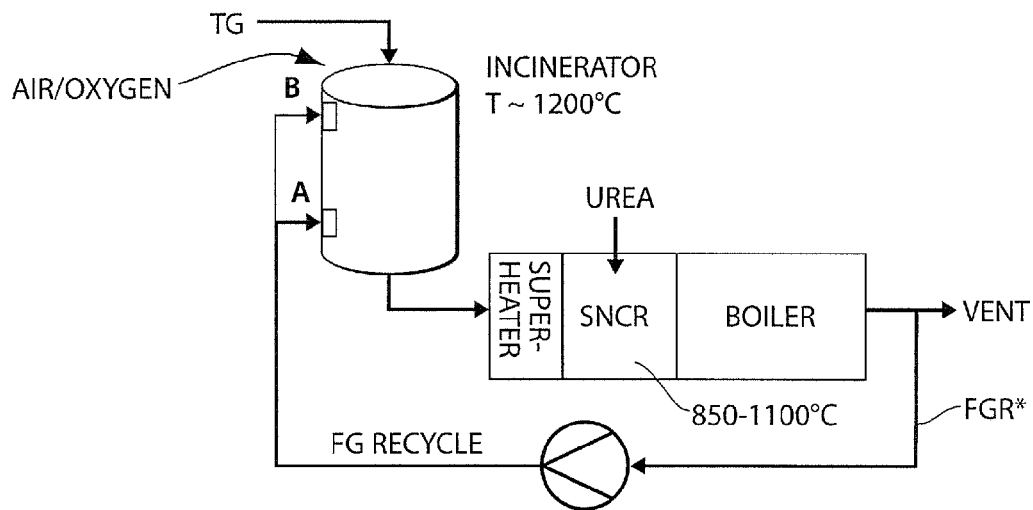 TG
AIR/OXYGEN
B
INCINERATOR
T ~ 1200°C
A
UREA
SUPER-
HEATER
SNCR
BOILER
VENT
850-1100°C
FGR*
FG RECYCLE